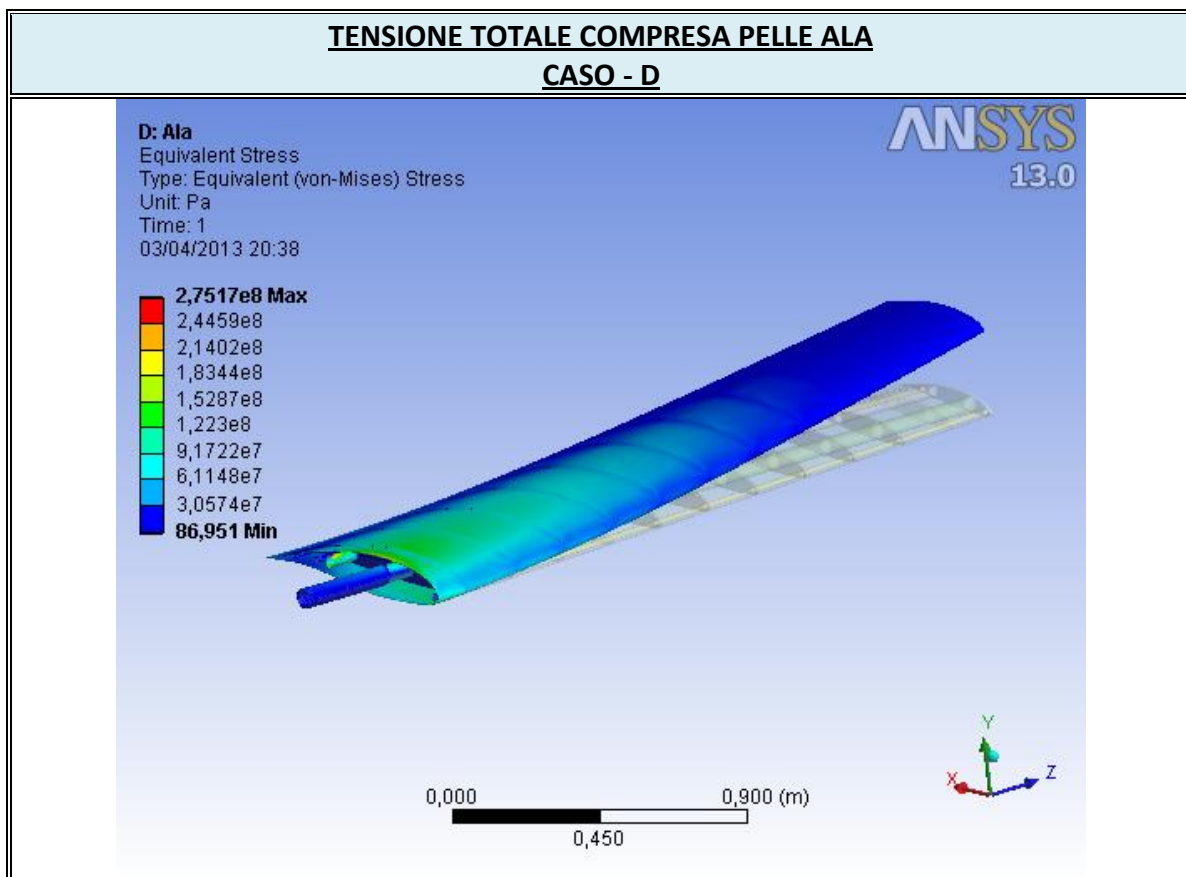 TENSIONE TOTALE COMPRESA PELLE ALA
CASO - D
D: Ala
Equivalent Stress
Type: Equivalent (von-Mises) Stress
Unit: Pa
Time: 1
03/04/2013 20:38
ANSYS
13.0
2,7517e8 Max
2,4459e8
2,1402e8
1,8344e8
1,5287e8
1,223e8
9,1722e7
6,1148e7
3,0574e7
86,951 Min
Y
X
Z
0,000
0,900 (m)
0,450